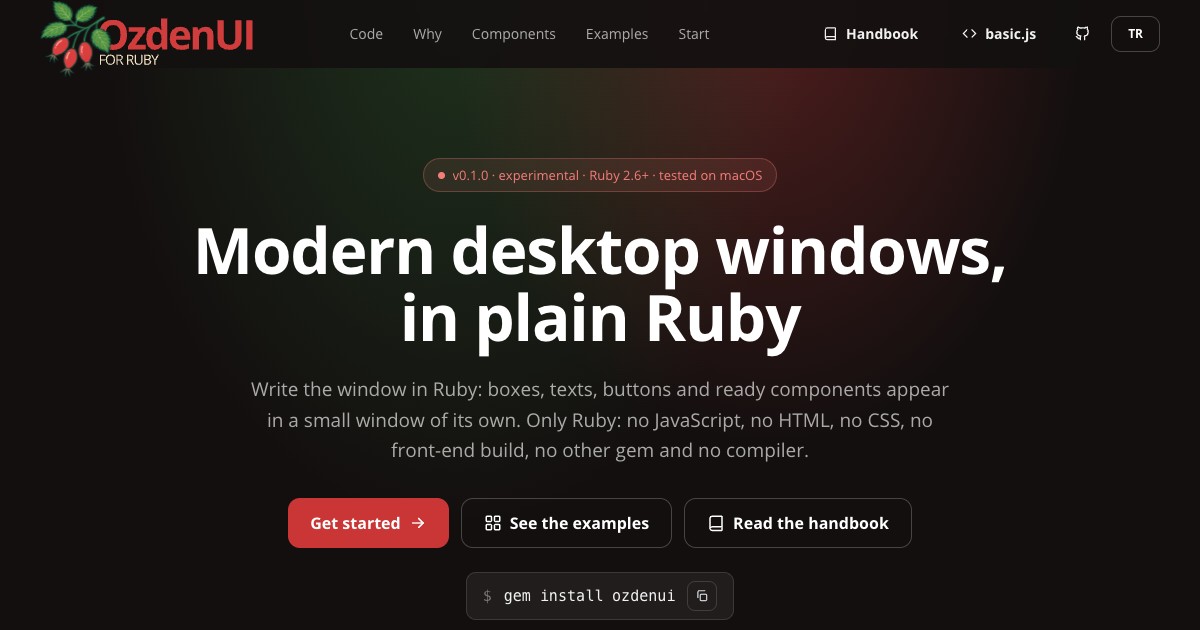 OzdenUI
FOR RUBY
Code
Why
Components
Examples
Start
Handbook
basic.js
TR
v0.1.0 · experimental · Ruby 2.6+ · tested on macOS
Modern desktop windows,
in plain Ruby
Write the window in Ruby: boxes, texts, buttons and ready components appear
in a small window of its own. Only Ruby: no JavaScript, no HTML, no CSS, no
front-end build, no other gem and no compiler.
Get started
See the examples
Read the handbook
$ gem install ozdenui